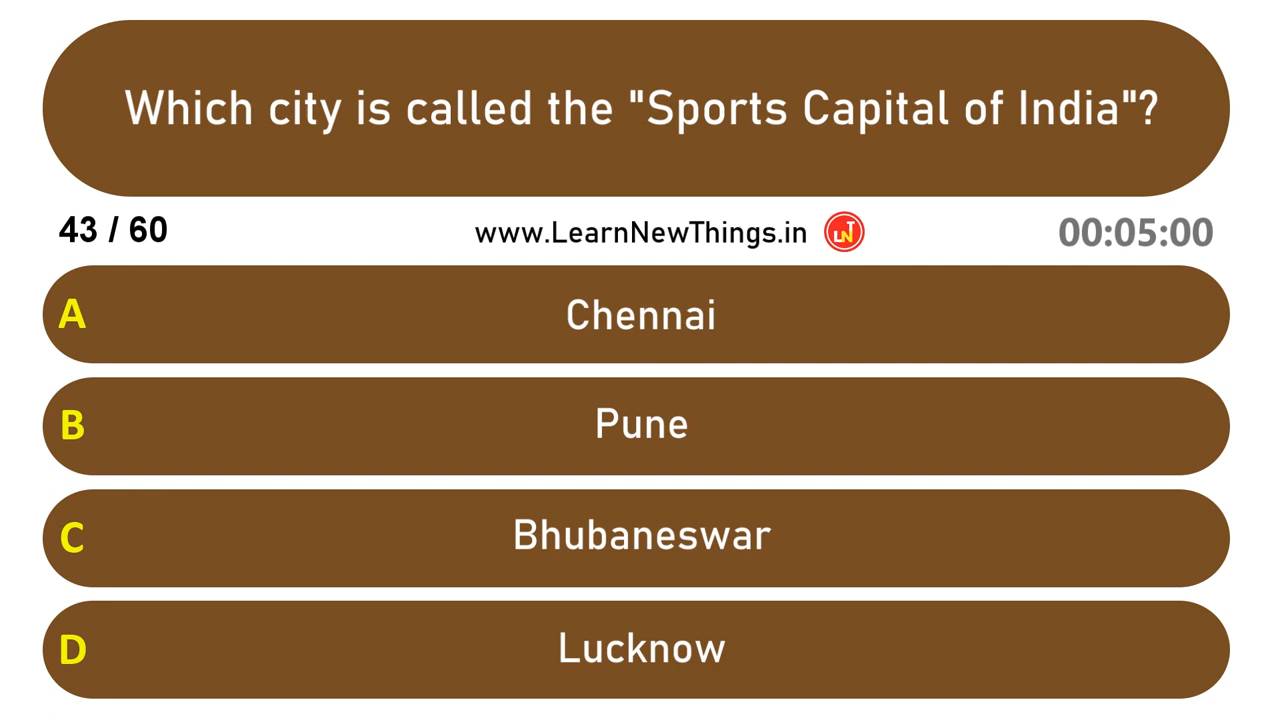 Which city is called the "Sports Capital of India"?
43 / 60
www.LearnNewThings.in
LNT
00:05:00
A
Chennai
B
Pune
C
Bhubaneswar
D
Lucknow